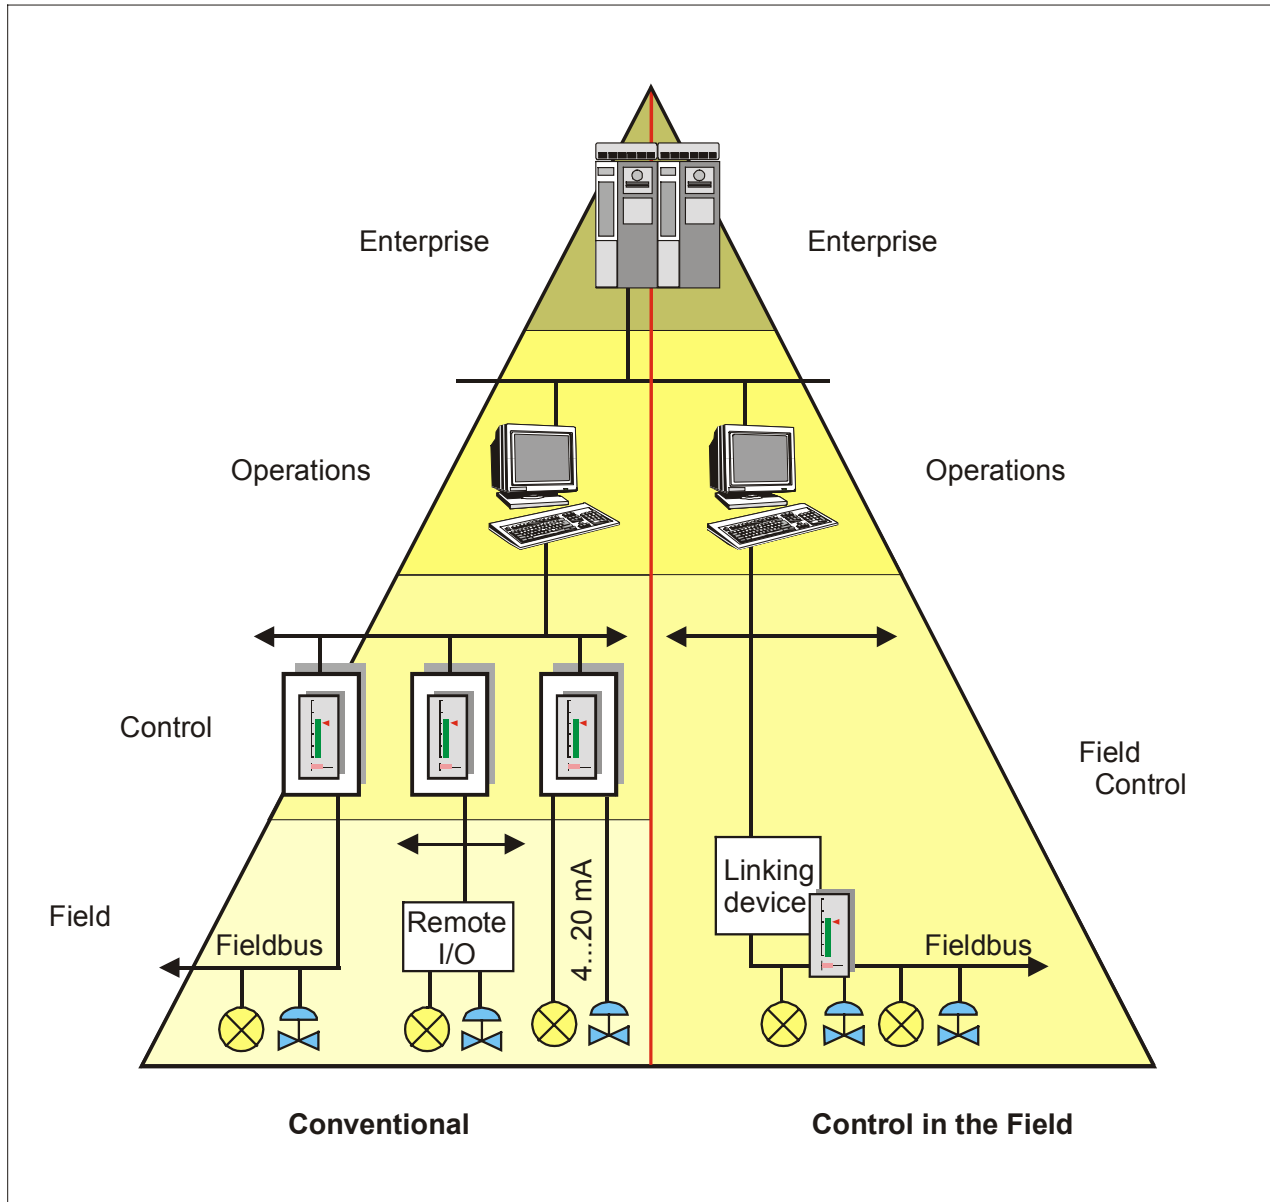 Enterprise
Enterprise
Operations
Operations
Control
Field
Control
Field
Fieldbus
Remote
I/O
4...20 mA
Linking
device
Fieldbus
Conventional
Control in the Field